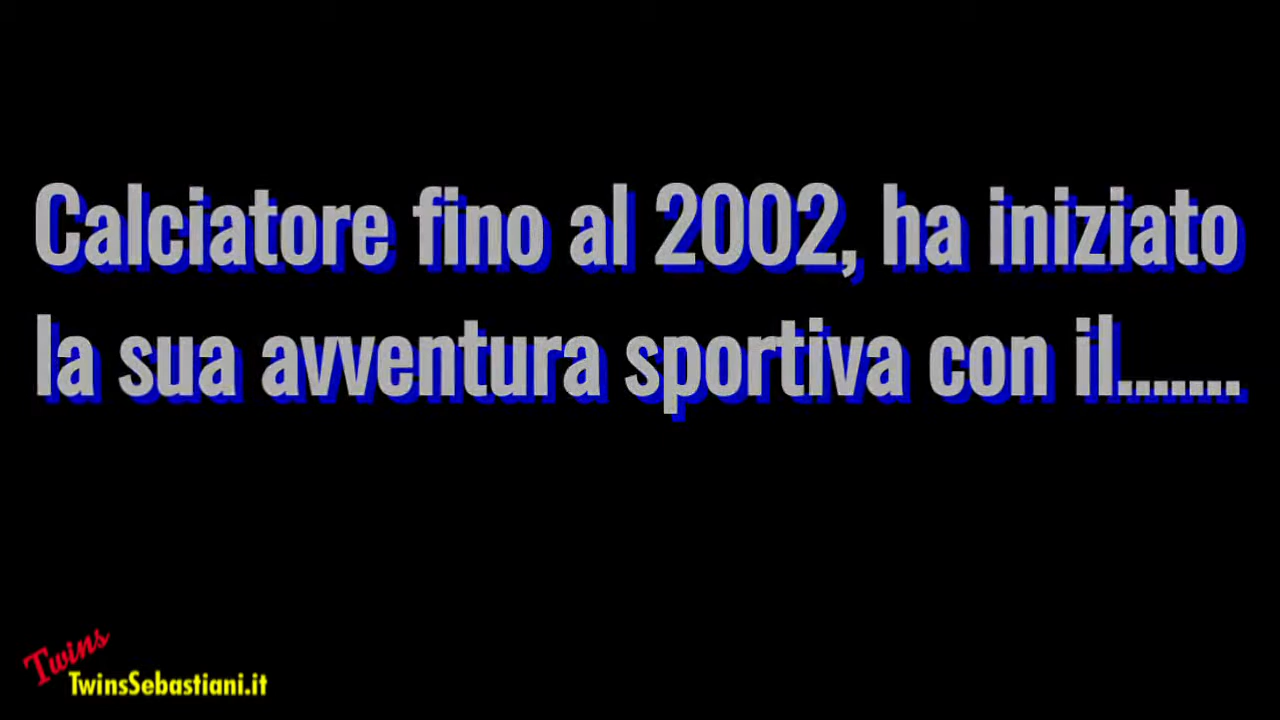 Calciatore fino al 2002, ha iniziato
la sua avventura sportiva con il.......
Twins
TwinsSebastiani.it